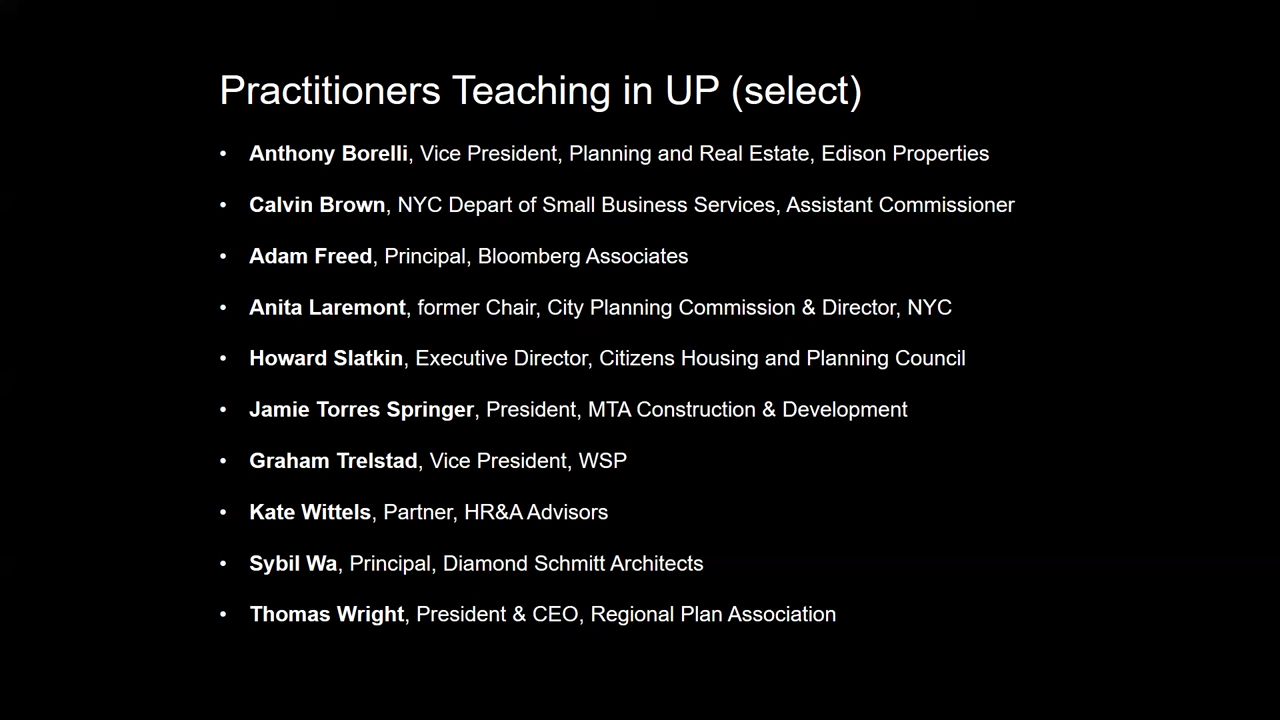 Practitioners Teaching in UP (select)
• Anthony Borelli, Vice President, Planning and Real Estate, Edison Properties
• Calvin Brown, NYC Depart of Small Business Services, Assistant Commissioner
• Adam Freed, Principal, Bloomberg Associates
• Anita Laremont, former Chair, City Planning Commission & Director, NYC
• Howard Slatkin, Executive Director, Citizens Housing and Planning Council
• Jamie Torres Springer, President, MTA Construction & Development
• Graham Trelstad, Vice President, WSP
• Kate Wittels, Partner, HR&A Advisors
• Sybil Wa, Principal, Diamond Schmitt Architects
• Thomas Wright, President & CEO, Regional Plan Association